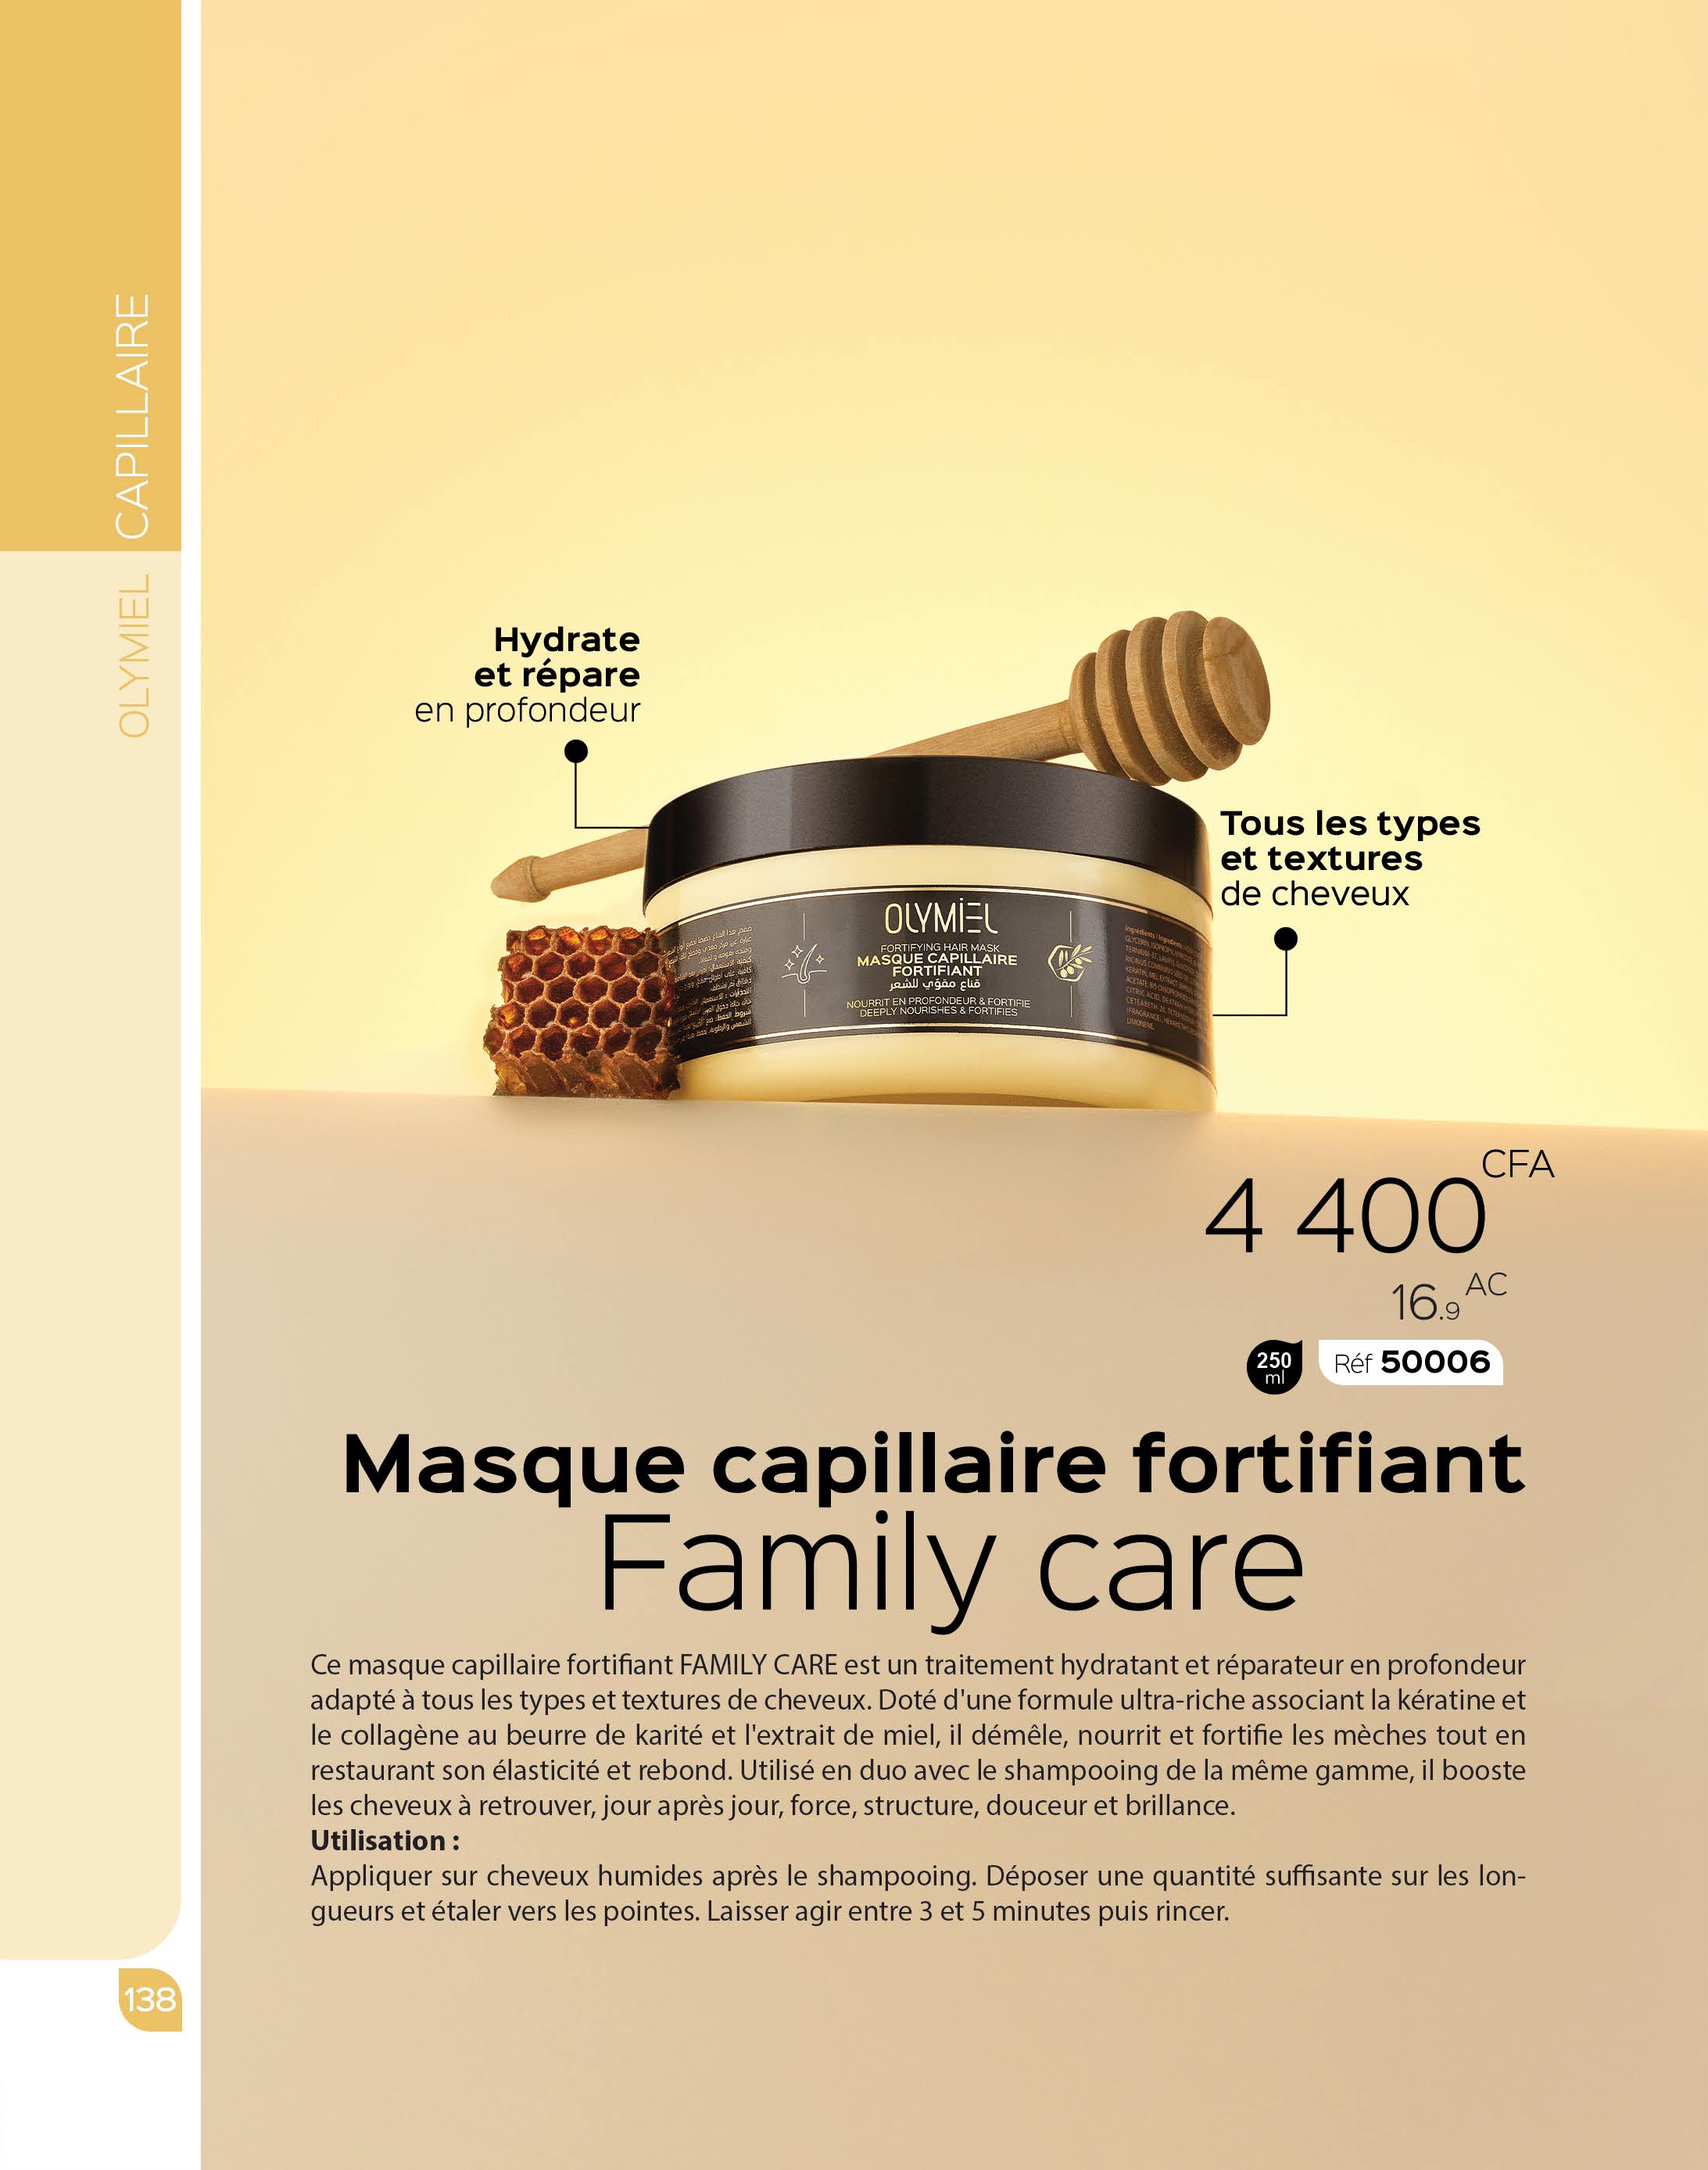 CAPILLAIRE
OLYMIEL
Hydrate
et répare
en profondeur
Tous les types
et textures
de cheveux
OLYMIEL
FORTIFYING HAIR MASK
MASQUE CAPILLAIRE
FORTIFIANT
قناع مقوّي للشعر
NOURRIT EN PROFONDEUR & FORTIFIE
DEEPLY NOURISHES & FORTIFIES
4 400 CFA
16.9 AC
250
ml
Réf 50006
Masque capillaire fortifiant
Family care
Ce masque capillaire fortifiant FAMILY CARE est un traitement hydratant et réparateur en profondeur
adapté à tous les types et textures de cheveux. Doté d'une formule ultra-riche associant la kératine et
le collagène au beurre de karité et l'extrait de miel, il démêle, nourrit et fortifie les mèches tout en
restaurant son élasticité et rebond. Utilisé en duo avec le shampooing de la même gamme, il booste
les cheveux à retrouver, jour après jour, force, structure, douceur et brillance.
Utilisation :
Appliquer sur cheveux humides après le shampooing. Déposer une quantité suffisante sur les lon-
gueurs et étaler vers les pointes. Laisser agir entre 3 et 5 minutes puis rincer.
138